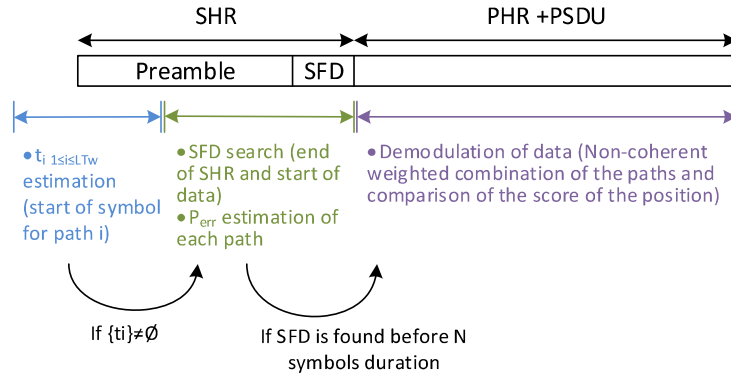 SHR
PHR +PSDU
Preamble
SFD
•ti 1≤i≤LTw
estimation
(start of symbol
for path i)
•SFD search (end
of SHR and start of
data)
•Perr estimation of
each path
•Demodulation of data (Non-coherent
weighted combination of the paths and
comparison of the score of the position)
If {ti}≠Ø
If SFD is found before N
symbols duration